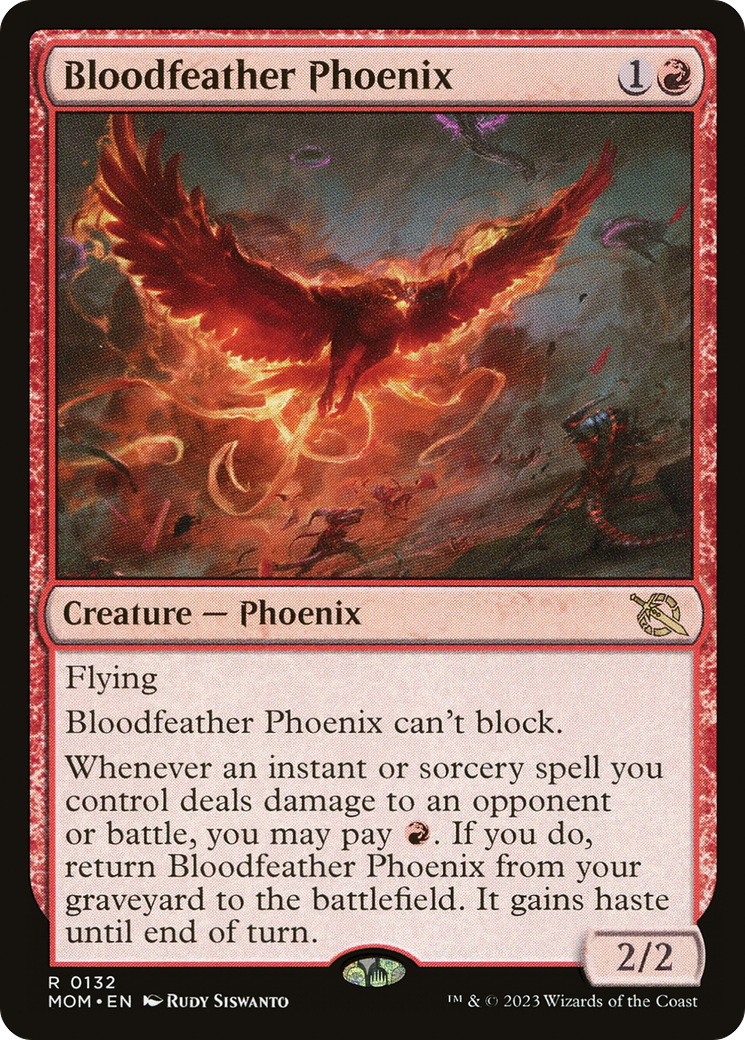 Bloodfeather Phoenix 1
Creature — Phoenix
Flying
Bloodfeather Phoenix can't block.
Whenever an instant or sorcery spell you
control deals damage to an opponent
or battle, you may pay . If you do,
return Bloodfeather Phoenix from your
graveyard to the battlefield. It gains haste
until end of turn.
2/2
R 0132
MOM • EN Rudy Siswanto
™ & © 2023 Wizards of the Coast